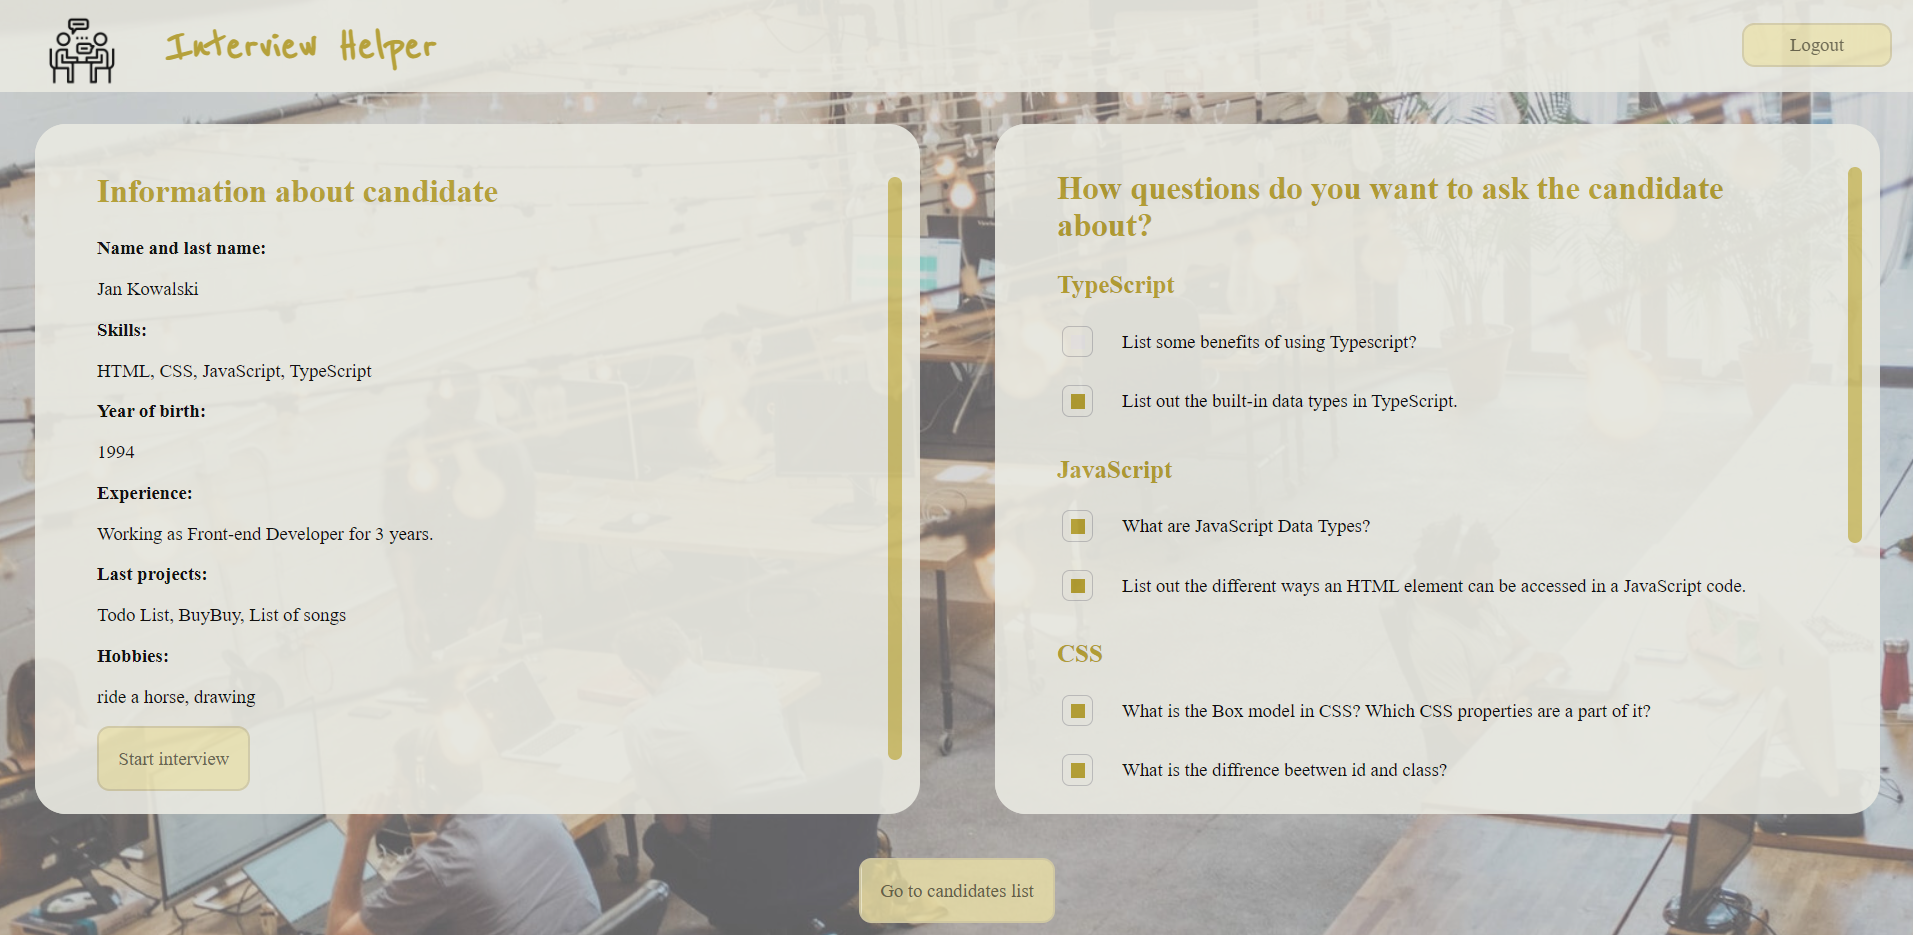 Interview Helper
Logout
Information about candidate
Name and last name:
Jan Kowalski
Skills:
HTML, CSS, JavaScript, TypeScript
Year of birth:
1994
Experience:
Working as Front-end Developer for 3 years.
Last projects:
Todo List, BuyBuy, List of songs
Hobbies:
ride a horse, drawing
Start interview
How questions do you want to ask the candidate
about?
TypeScript
List some benefits of using Typescript?
List out the built-in data types in TypeScript.
JavaScript
What are JavaScript Data Types?
List out the different ways an HTML element can be accessed in a JavaScript code.
CSS
What is the Box model in CSS? Which CSS properties are a part of it?
What is the diffrence beetwen id and class?
Go to candidates list